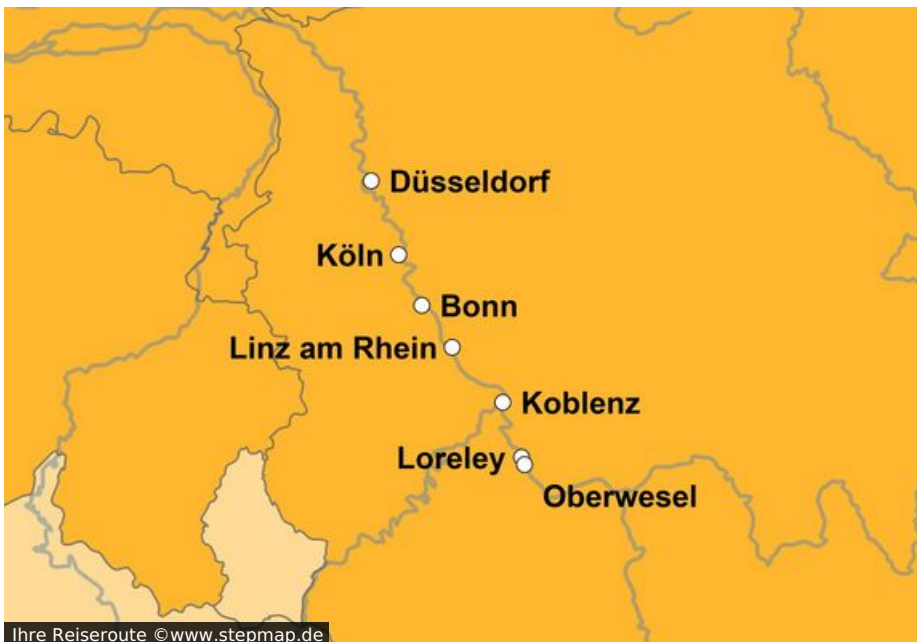 Düsseldorf
Köln
Bonn
Linz am Rhein
Koblenz
Loreley
Oberwesel
Ihre Reiseroute ©www.stepmap.de